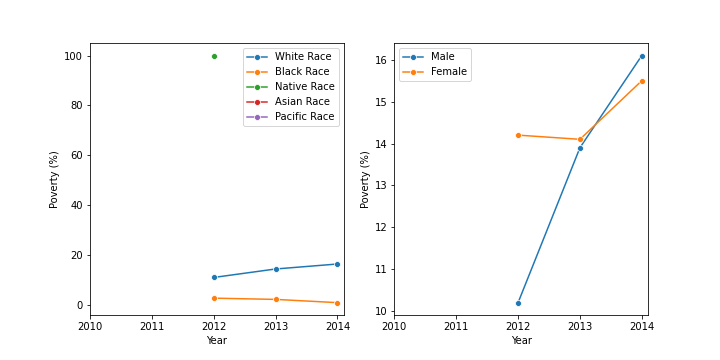 100
80
60
40
20
0
Poverty (%)
2010 2011 2012 2013 2014
Year
White Race
Black Race
Native Race
Asian Race
Pacific Race
16
15
14
13
12
11
10
Poverty (%)
2010 2011 2012 2013 2014
Year
Male
Female